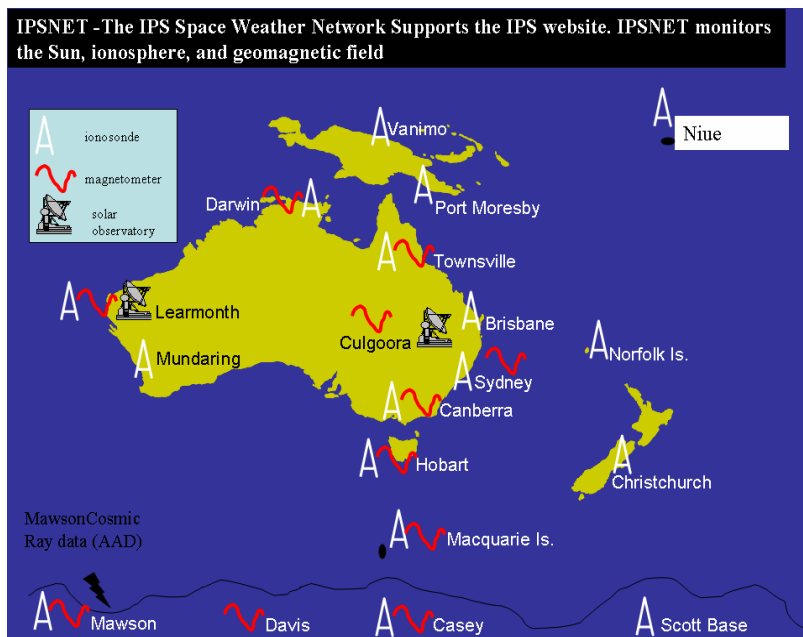 IPSNET -The IPS Space Weather Network Supports the IPS website. IPSNET monitors
the Sun, ionosphere, and geomagnetic field
ionosonde
magnetometer
solar
observatory
Vanimo
Niue
Darwin
Port Moresby
Townsville
Learmonth
Culgoora
Brisbane
Norfolk Is.
Mundaring
Sydney
Canberra
Hobart
Christchurch
MawsonCosmic
Ray data (AAD)
Macquarie Is.
Mawson
Davis
Casey
Scott Base